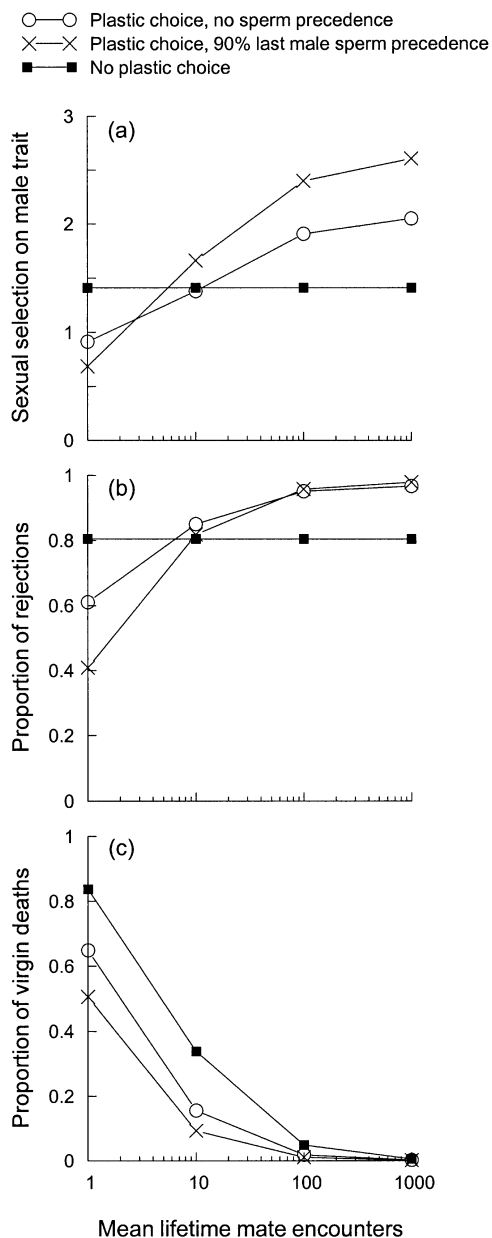 Plastic choice, no sperm precedence
Plastic choice, 90% last male sperm precedence
No plastic choice
(a)
Sexual selection on male trait
3
2
1
0
(b)
Proportion of rejections
1
0.8
0.6
0.4
0.2
0
(c)
Proportion of virgin deaths
1
0.8
0.6
0.4
0.2
0
1 10 100 1000
Mean lifetime mate encounters